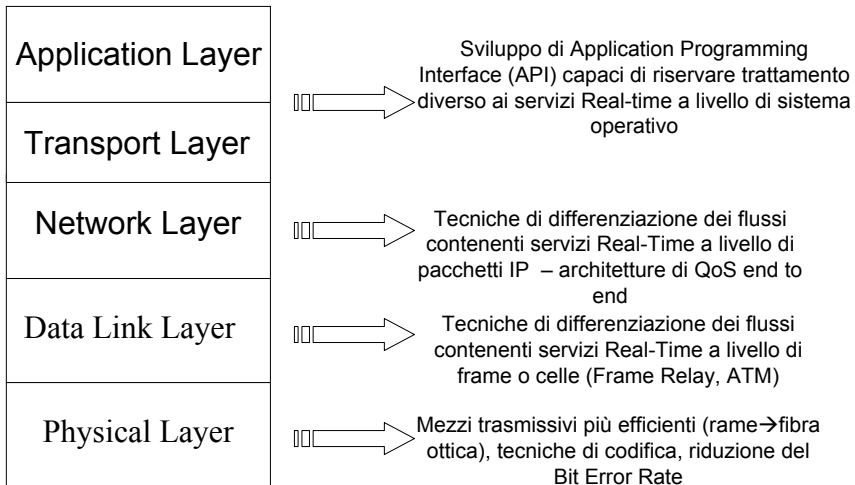 Application Layer
Sviluppo di Application Programming
Interface (API) capaci di riservare trattamento
diverso ai servizi Real-time a livello di sistema
operativo
Transport Layer
Network Layer
Tecniche di differenziazione dei flussi
contenenti servizi Real-Time a livello di
pacchetti IP – architetture di QoS end to
end
Data Link Layer
Tecniche di differenziazione dei flussi
contenenti servizi Real-Time a livello di
frame o celle (Frame Relay, ATM)
Physical Layer
Mezzi trasmissivi più efficienti (rame→fibra
ottica), tecniche di codifica, riduzione del
Bit Error Rate